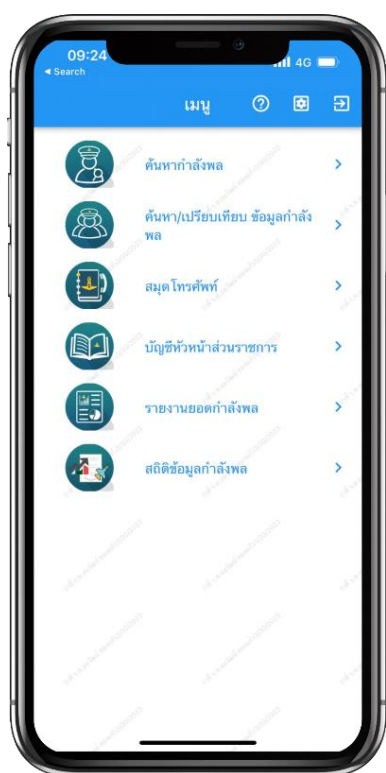 09:24
4G
◀ Search
เมนู
ค้นหากำลังพล
ค้นหา/เปรียบเทียบ ข้อมูลกำลัง
พล
สมุดโทรศัพท์
บัญชีหัวหน้าส่วนราชการ
รายงานยอดกำลังพล
สถิติข้อมูลกำลังพล